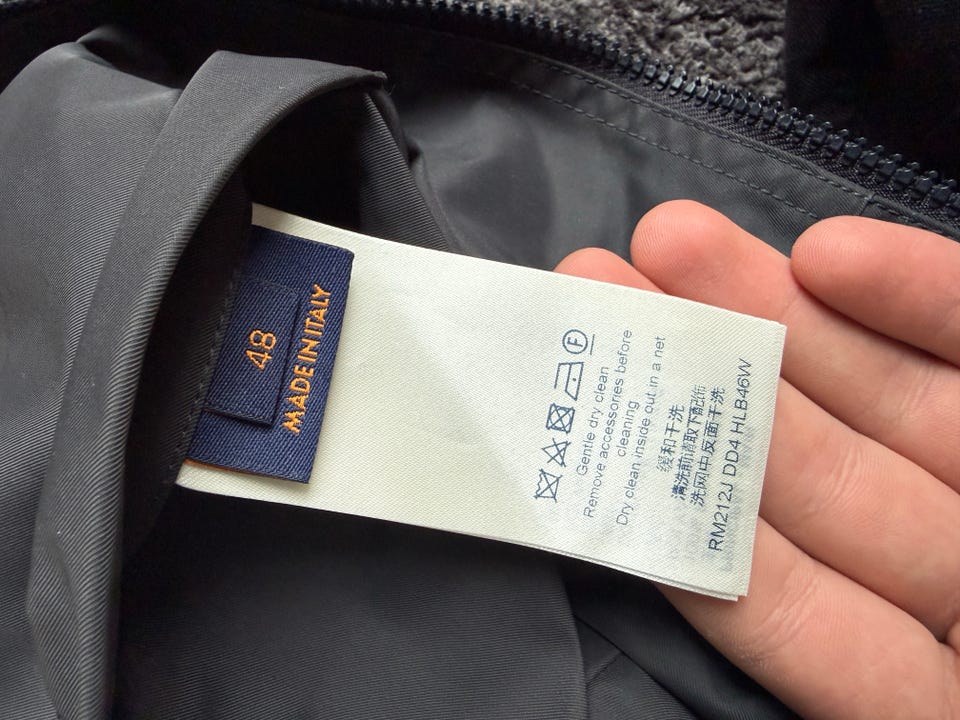 48
MADE IN ITALY
Gentle dry clean
Remove accessories before
cleaning
Dry clean inside out in a net
缓和干洗
清洗前请取下配饰
洗网中反面干洗
RM212J DD4 HLB46W
F